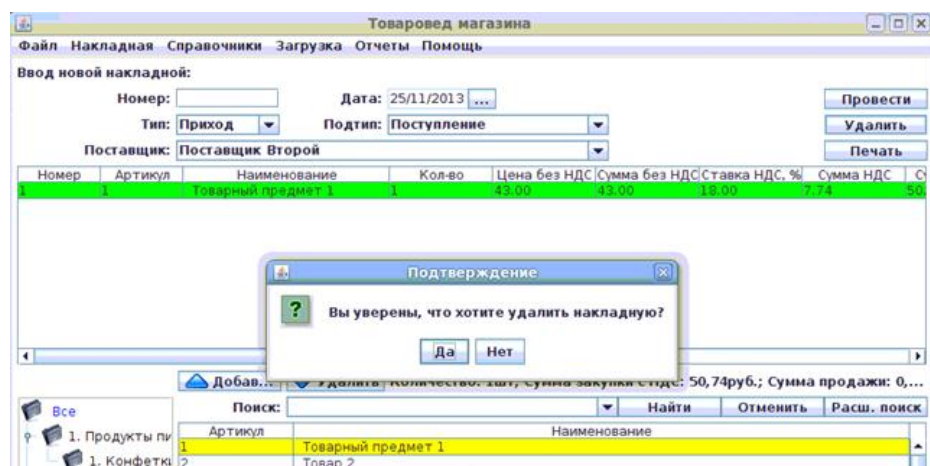 Товаровед магазина
Файл Накладная Справочники Загрузка Отчеты Помощь
Ввод новой накладной:
Номер: Дата: 25/11/2013 ... Провести
Тип: Приход Подтип: Поступление Удалить
Поставщик: Поставщик Второй Печать
Номер Артикул Наименование Кол-во Цена без НДС Сумма без НДС Ставка НДС, % Сумма НДС
1 1 Товарный предмет 1 1 43.00 43.00 18.00 7.74 50.
Подтверждение
? Вы уверены, что хотите удалить накладную?
Да Нет
Добав... Удалить Количество: 1шт, Сумма закупки с НДС: 50,74руб.; Сумма продажи: 0,...
Все Поиск: Найти Отменить Расш. поиск
1. Продукты пи Артикул Наименование
1 Товарный предмет 1
1. Конфетки 2 Товар 2